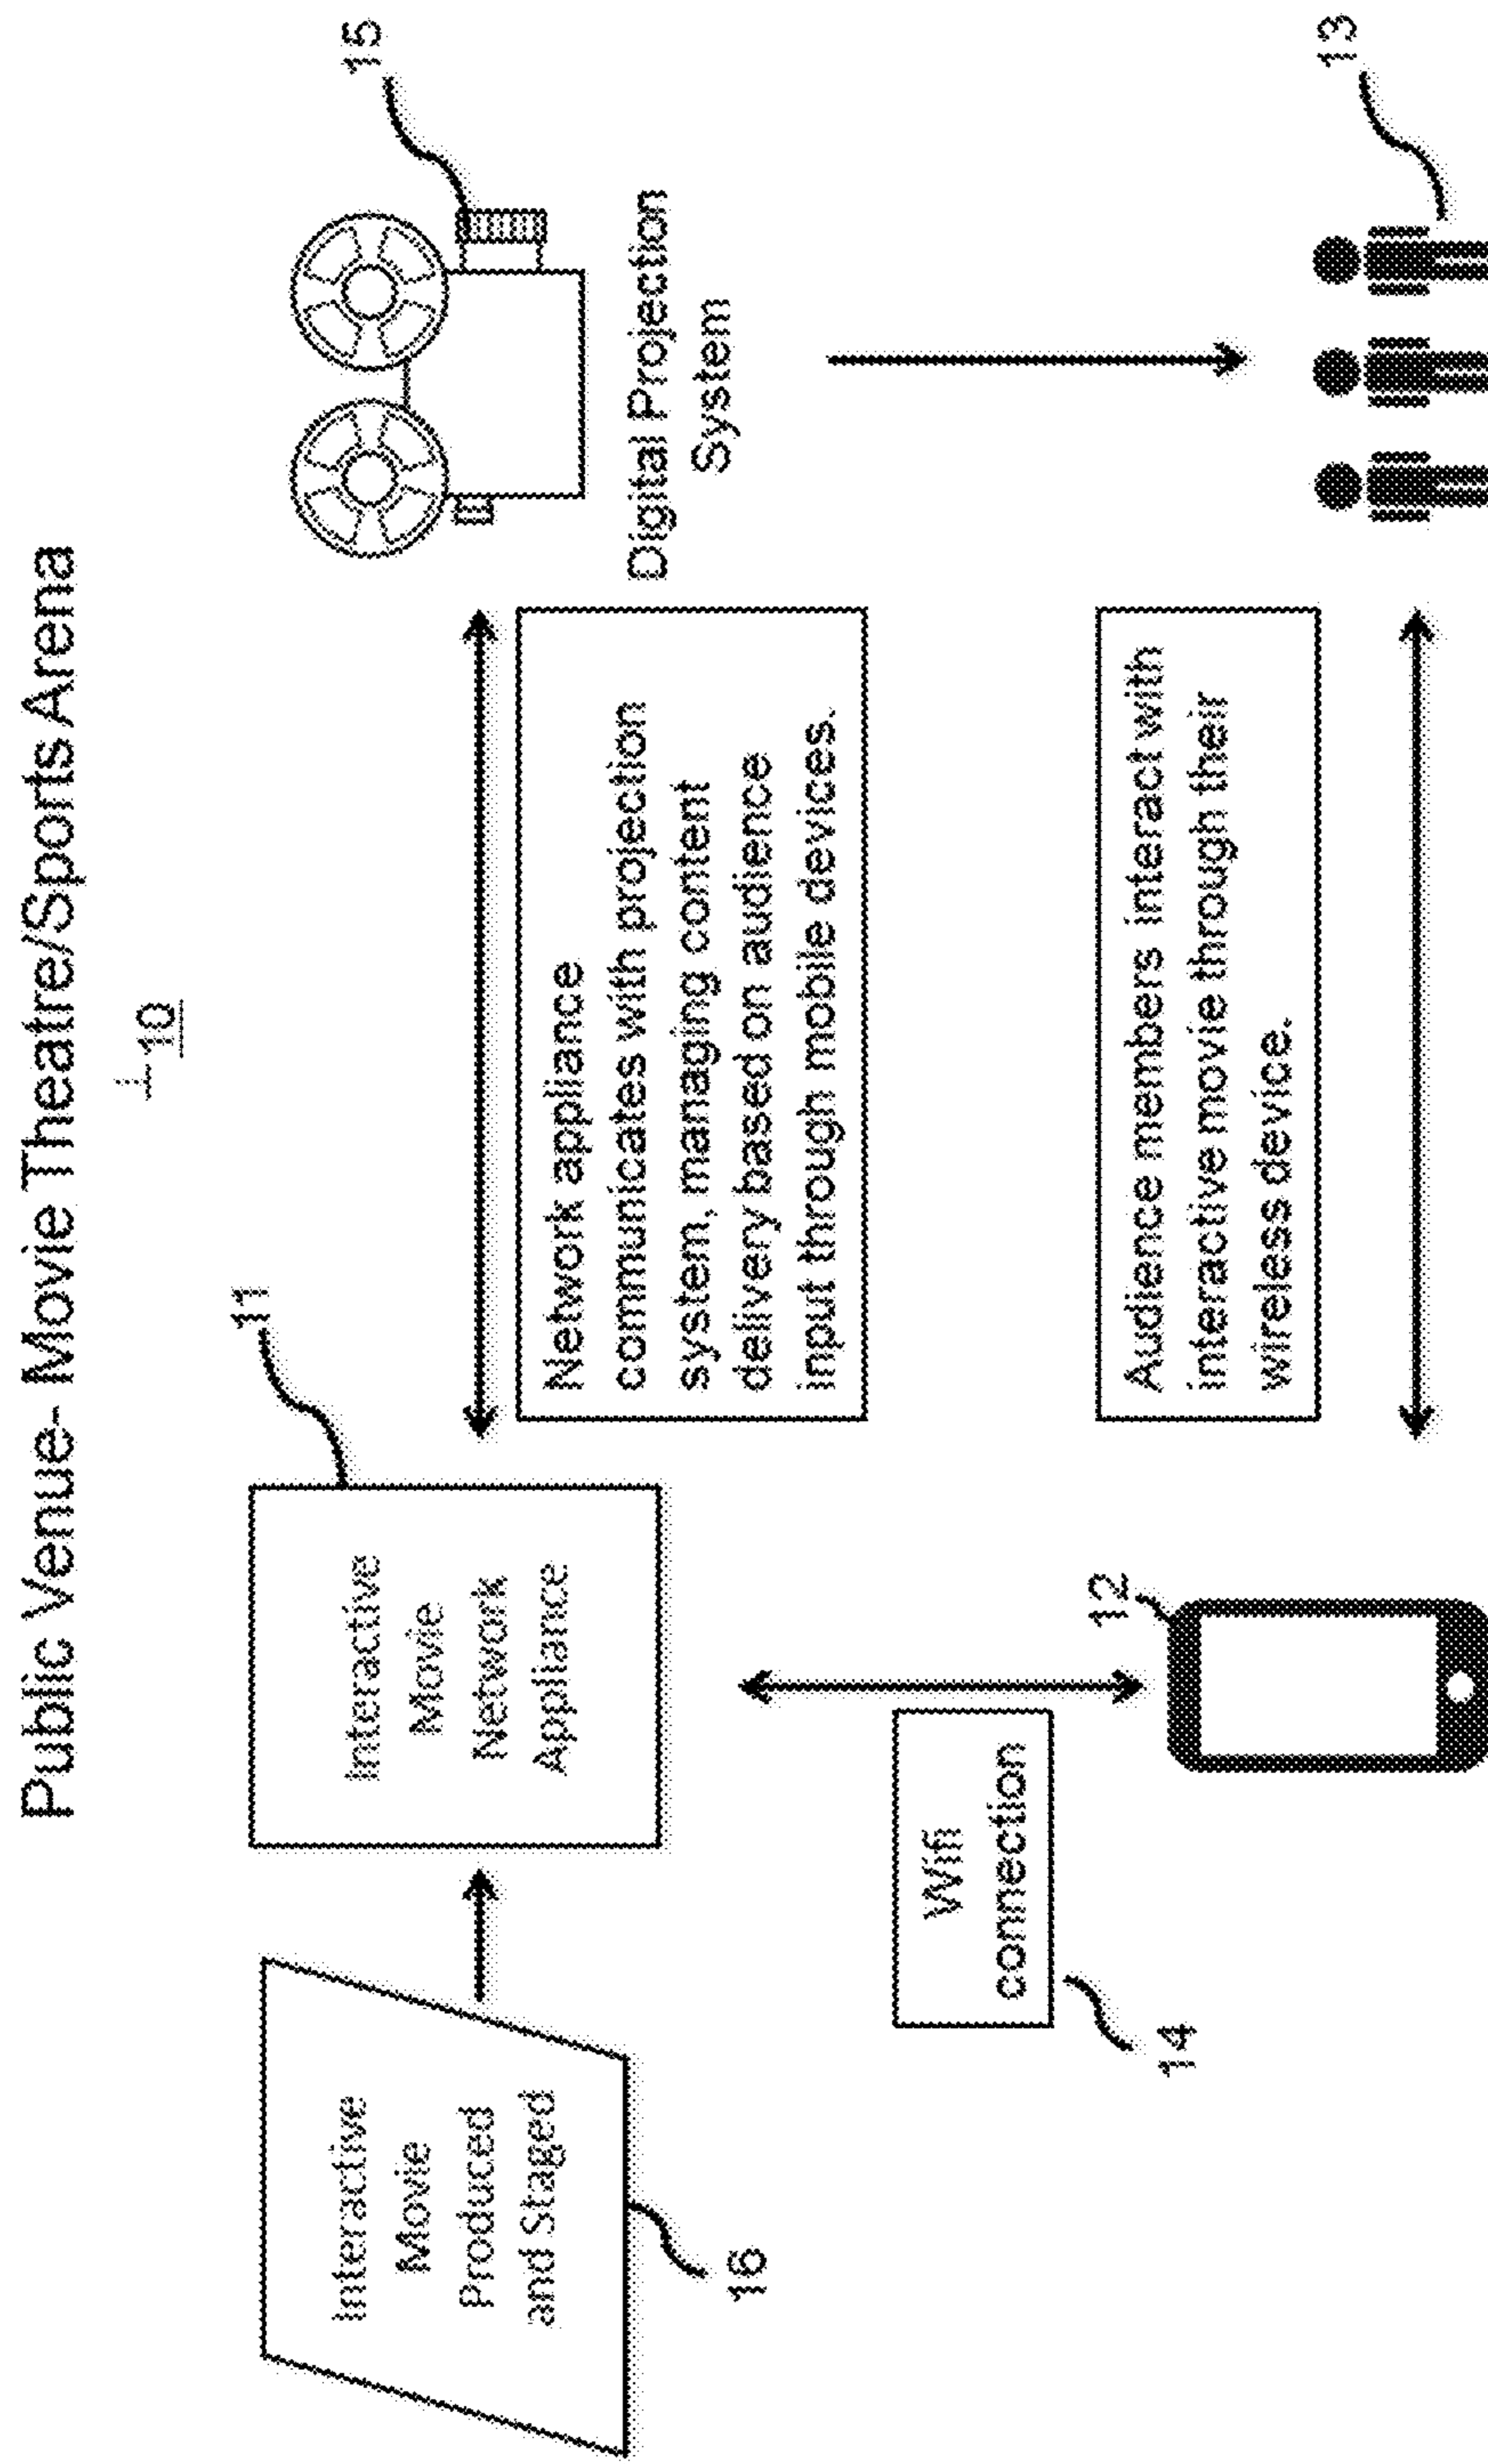 Public Venue- Movie Theatre/Sports Arena
10
Interactive
Movie
Produced
and Staged
16
Interactive
Movie
Network
Appliance
11
Network appliance
communicates with projection
system, managing content
delivery based on audience
input through mobile devices.
15
Digital Projection
System
Wifi
connection
14
12
Audience members interact with
interactive movie through their
wireless device.
13